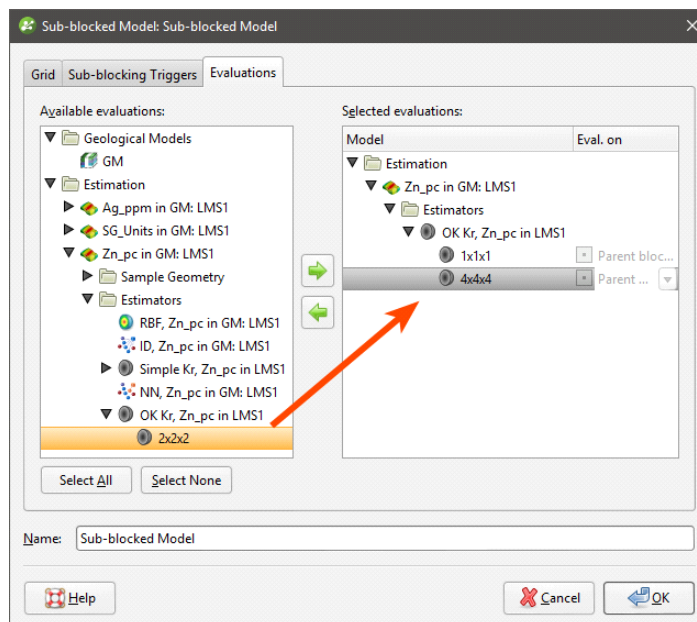 Sub-blocked Model: Sub-blocked Model
Grid Sub-blocking Triggers Evaluations
Available evaluations:
Geological Models
GM
Estimation
Ag_ppm in GM: LMS1
SG_Units in GM: LMS1
Zn_pc in GM: LMS1
Sample Geometry
Estimators
RBF, Zn_pc in GM: LMS1
ID, Zn_pc in GM: LMS1
Simple Kr, Zn_pc in LMS1
NN, Zn_pc in GM: LMS1
OK Kr, Zn_pc in LMS1
2x2x2
Select All Select None
Selected evaluations:
Model Eval. on
Estimation
Zn_pc in GM: LMS1
Estimators
OK Kr, Zn_pc in LMS1
1x1x1 Parent bloc...
4x4x4 Parent ...
Name: Sub-blocked Model
Help Cancel OK